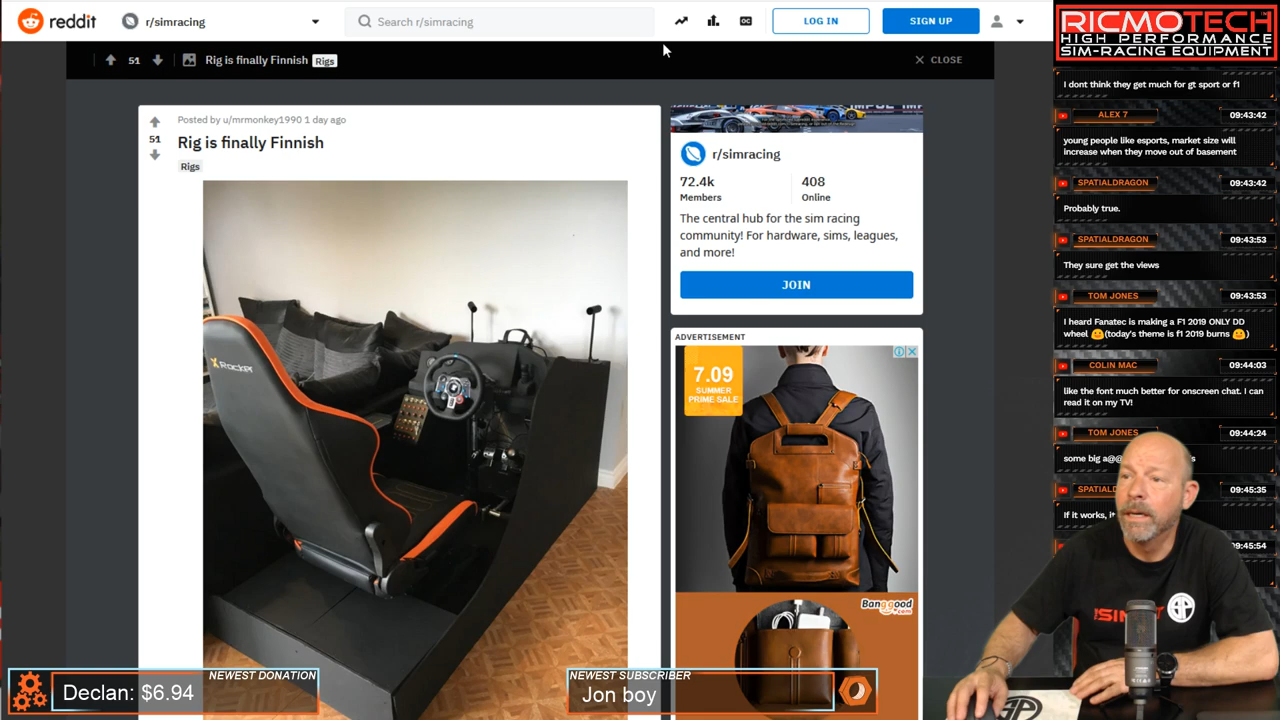 reddit
r/simracing
Search r/simracing
LOG IN
SIGN UP
51
Rig is finally Finnish Rigs
CLOSE
Posted by u/mrmonkey1990 1 day ago
51
Rig is finally Finnish
Rigs
X Rocker
r/simracing
72.4k
Members
408
Online
The central hub for the sim racing
community! For hardware, sims, leagues,
and more!
JOIN
ADVERTISEMENT
7.09
SUMMER
PRIME SALE
Banggood
.com
RICMOTECH
HIGH PERFORMANCE
SIM-RACING EQUIPMENT
I dont think they get much for gt sport or f1
ALEX 7 09:43:42
young people like esports, market size will
increase when they move out of basement
SPATIALDRAGON 09:43:42
Probably true.
SPATIALDRAGON 09:43:53
They sure get the views
TOM JONES 09:43:53
I heard Fanatec is making a F1 2019 ONLY DD
wheel (today's theme is f1 2019 burns )
COLIN MAC 09:44:03
like the font much better for onscreen chat. I can
read it on my TV!
TOM JONES 09:44:24
some big a@@
09:45:35
If it works,
09:45:54
NEWEST DONATION
Declan: $6.94
NEWEST SUBSCRIBER
Jon boy